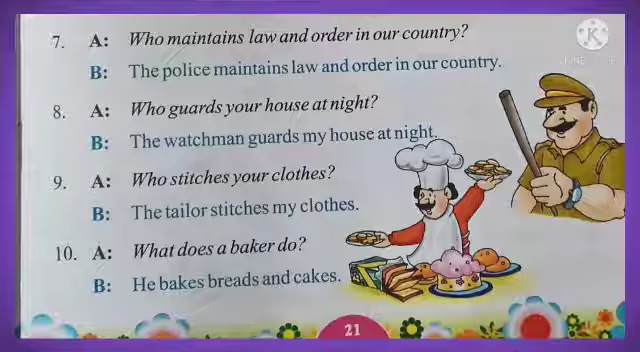 7. A: Who maintains law and order in our country?
B: The police maintains law and order in our country.
8. A: Who guards your house at night?
B: The watchman guards my house at night.
9. A: Who stitches your clothes?
B: The tailor stitches my clothes.
10. A: What does a baker do?
B: He bakes breads and cakes.
21
K